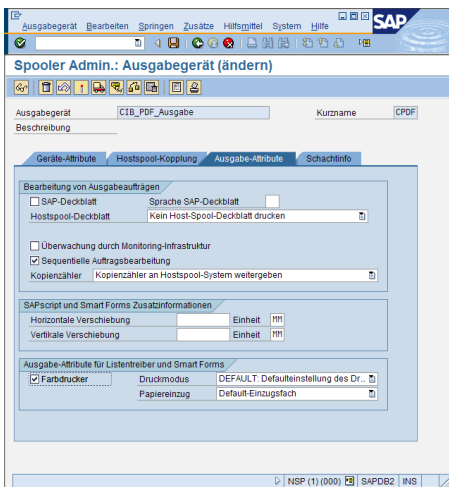 Ausgabegerät Bearbeiten Springen Zusätze Hilfsmittel System Hilfe
SAP
Spooler Admin.: Ausgabegerät (ändern)
Ausgabegerät CIB_PDF_Ausgabe Kurzname CPDF
Beschreibung
Geräte-Attribute Hostspool-Kopplung Ausgabe-Attribute Schachtinfo
Bearbeitung von Ausgabeaufträgen
SAP-Deckblatt Sprache SAP-Deckblatt
Hostspool-Deckblatt Kein Host-Spool-Deckblatt drucken
Überwachung durch Monitoring-Infrastruktur
Sequentielle Auftragsbearbeitung
Kopienzähler Kopienzähler an Hostspool-System weitergeben
SAPscript und Smart Forms Zusatzinformationen
Horizontale Verschiebung Einheit MM
Vertikale Verschiebung Einheit MM
Ausgabe-Attribute für Listentreiber und Smart Forms
Farbdrucker Druckmodus DEFAULT: Defaulteinstellung des Dr...
Papiereinzug Default-Einzugsfach
NSP (1) (000) SAPDB2 INS